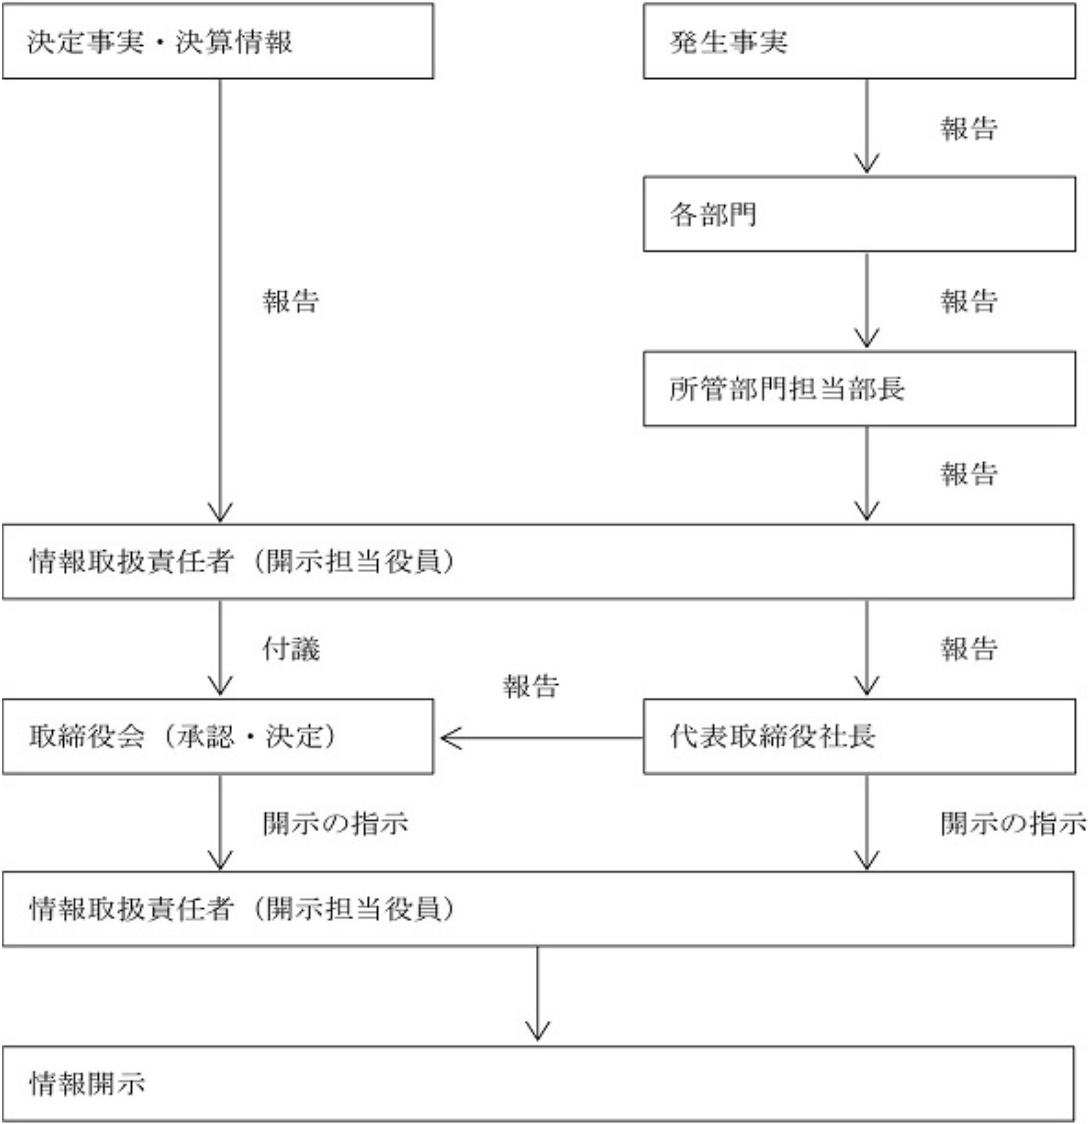 決定事実・決算情報
発生事実
報告
各部門
報告
報告
所管部門担当部長
報告
情報取扱責任者（開示担当役員）
付議
報告
報告
取締役会（承認・決定）
代表取締役社長
開示の指示
開示の指示
情報取扱責任者（開示担当役員）
情報開示